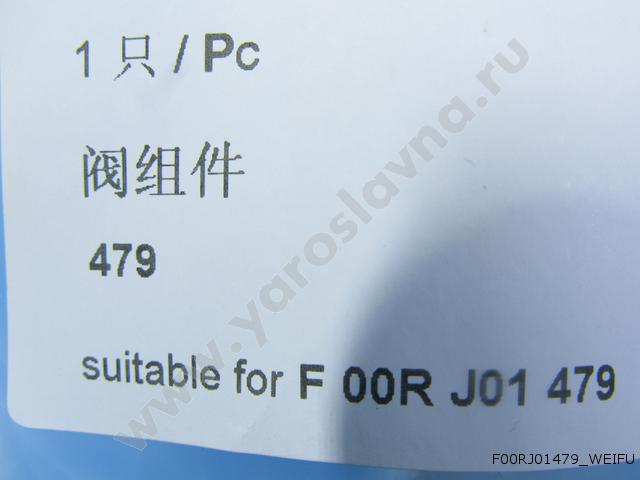 1 只 / Pc
阀组件
479
suitable for F 00R J01 479
www.yaroslavna.ru
F00RJ01479_WEIFU